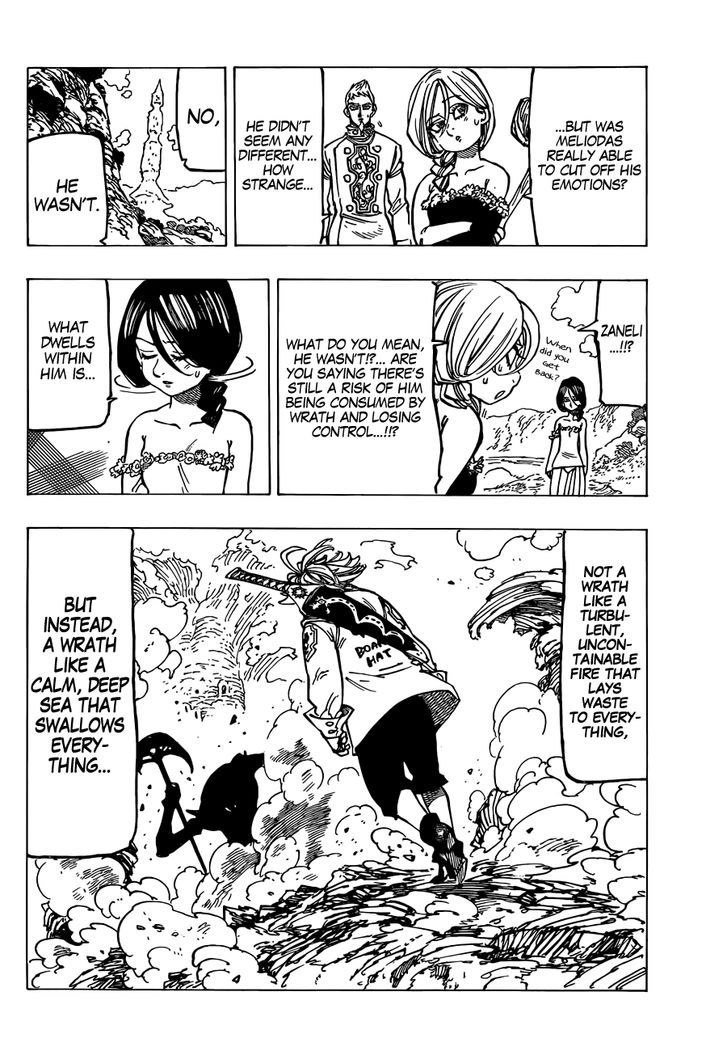 ...BUT WAS
MELIODAS
REALLY ABLE
TO CUT OFF HIS
EMOTIONS?
HE DIDN'T
SEEM ANY
DIFFERENT...
HOW
STRANGE...
NO,
HE
WASN'T.
ZANELI
...!!?
When
did you
get
back?
WHAT DO YOU MEAN,
HE WASN'T!?... ARE
YOU SAYING THERE'S
STILL A RISK OF HIM
BEING CONSUMED BY
WRATH AND LOSING
CONTROL...!!?
WHAT
DWELLS
WITHIN
HIM IS...
NOT A
WRATH
LIKE A
TURBU-
LENT,
UNCON-
TAINABLE
FIRE THAT
LAYS
WASTE
TO EVERY-
THING,
BOAR
HAT
BUT
INSTEAD,
A WRATH
LIKE A
CALM, DEEP
SEA THAT
SWALLOWS
EVERY-
THING...